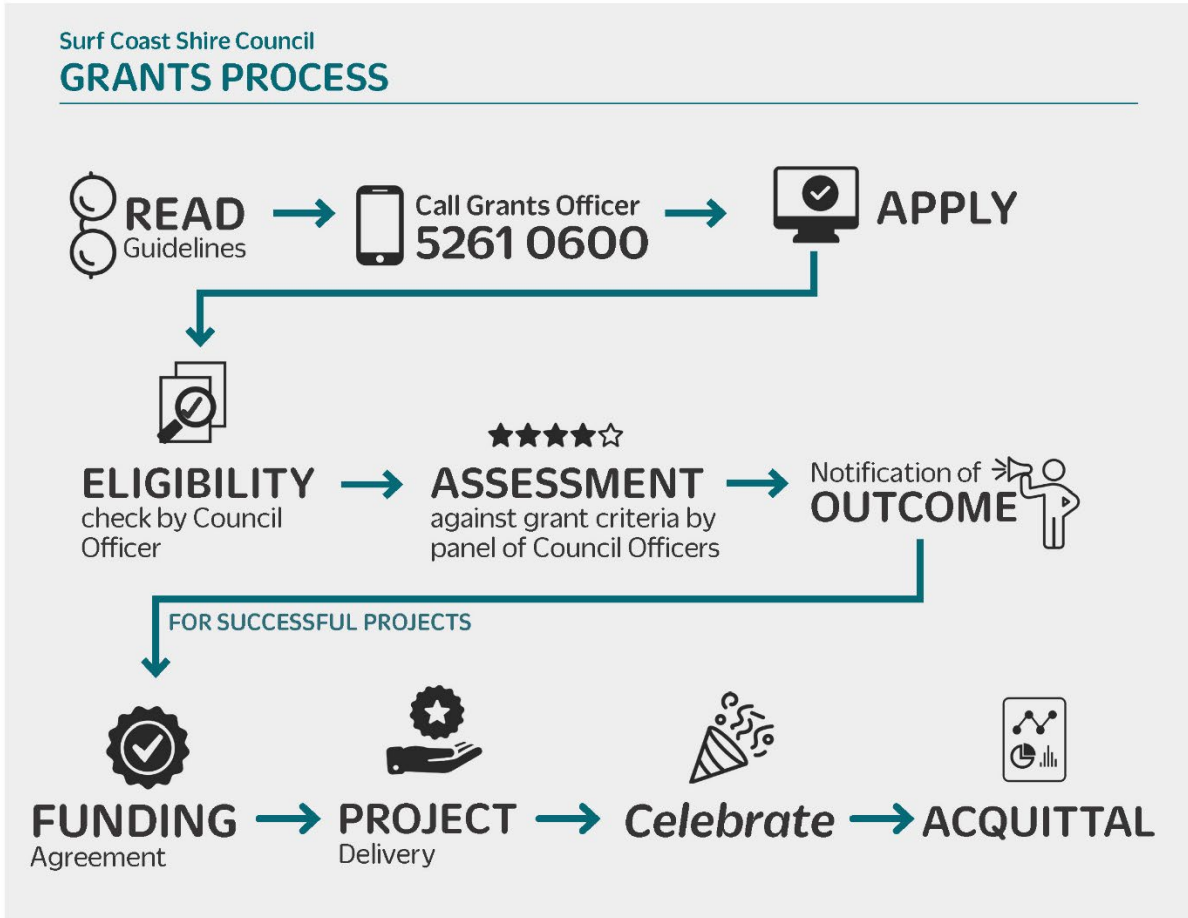 Surf Coast Shire Council
GRANTS PROCESS
READ
Guidelines
Call Grants Officer
5261 0600
APPLY
ELIGIBILITY
check by Council
Officer
ASSESSMENT
against grant criteria by
panel of Council Officers
Notification of
OUTCOME
FOR SUCCESSFUL PROJECTS
FUNDING
Agreement
PROJECT
Delivery
Celebrate
ACQUITTAL